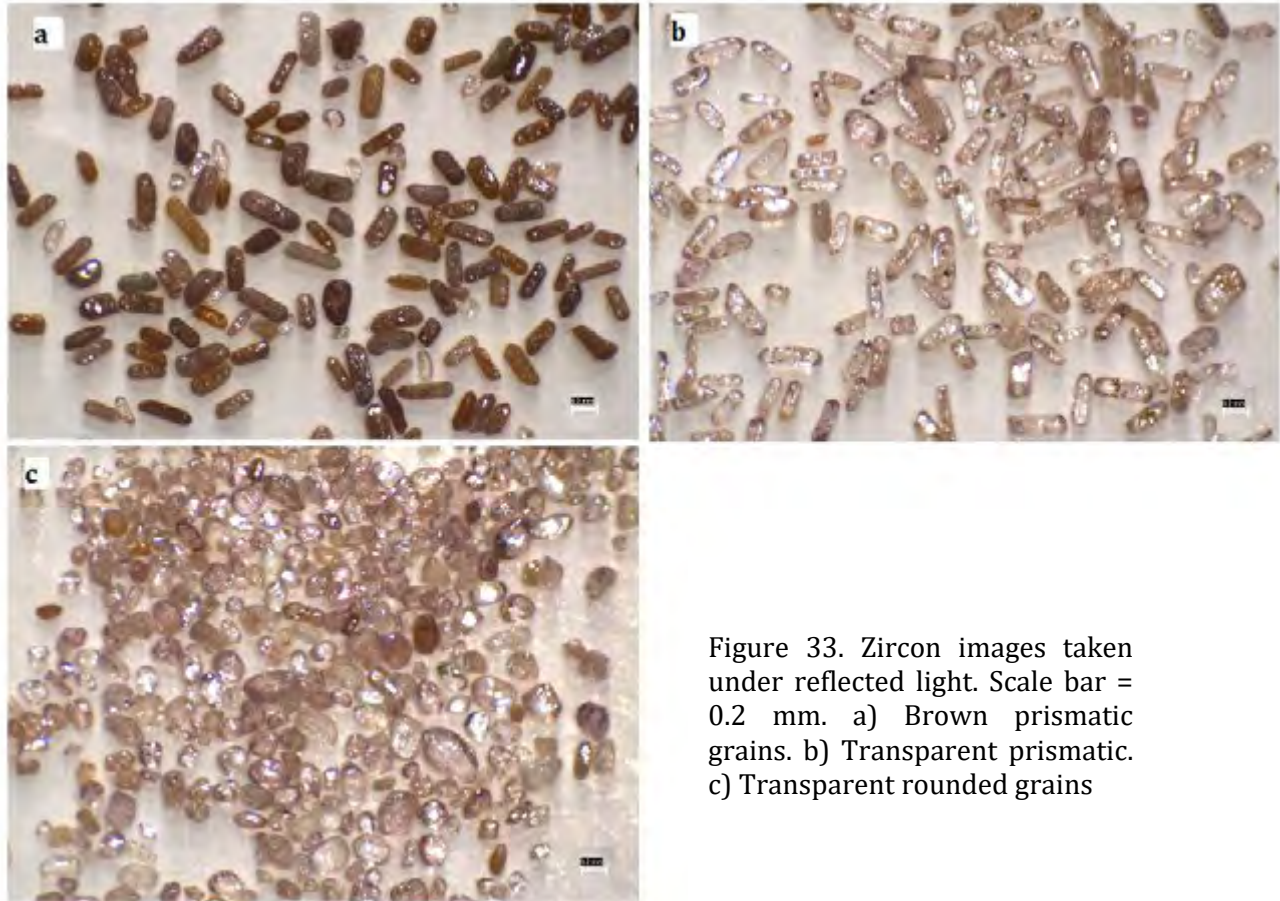 a
b
c
Figure 33. Zircon images taken
under reflected light. Scale bar =
0.2 mm. a) Brown prismatic
grains. b) Transparent prismatic.
c) Transparent rounded grains